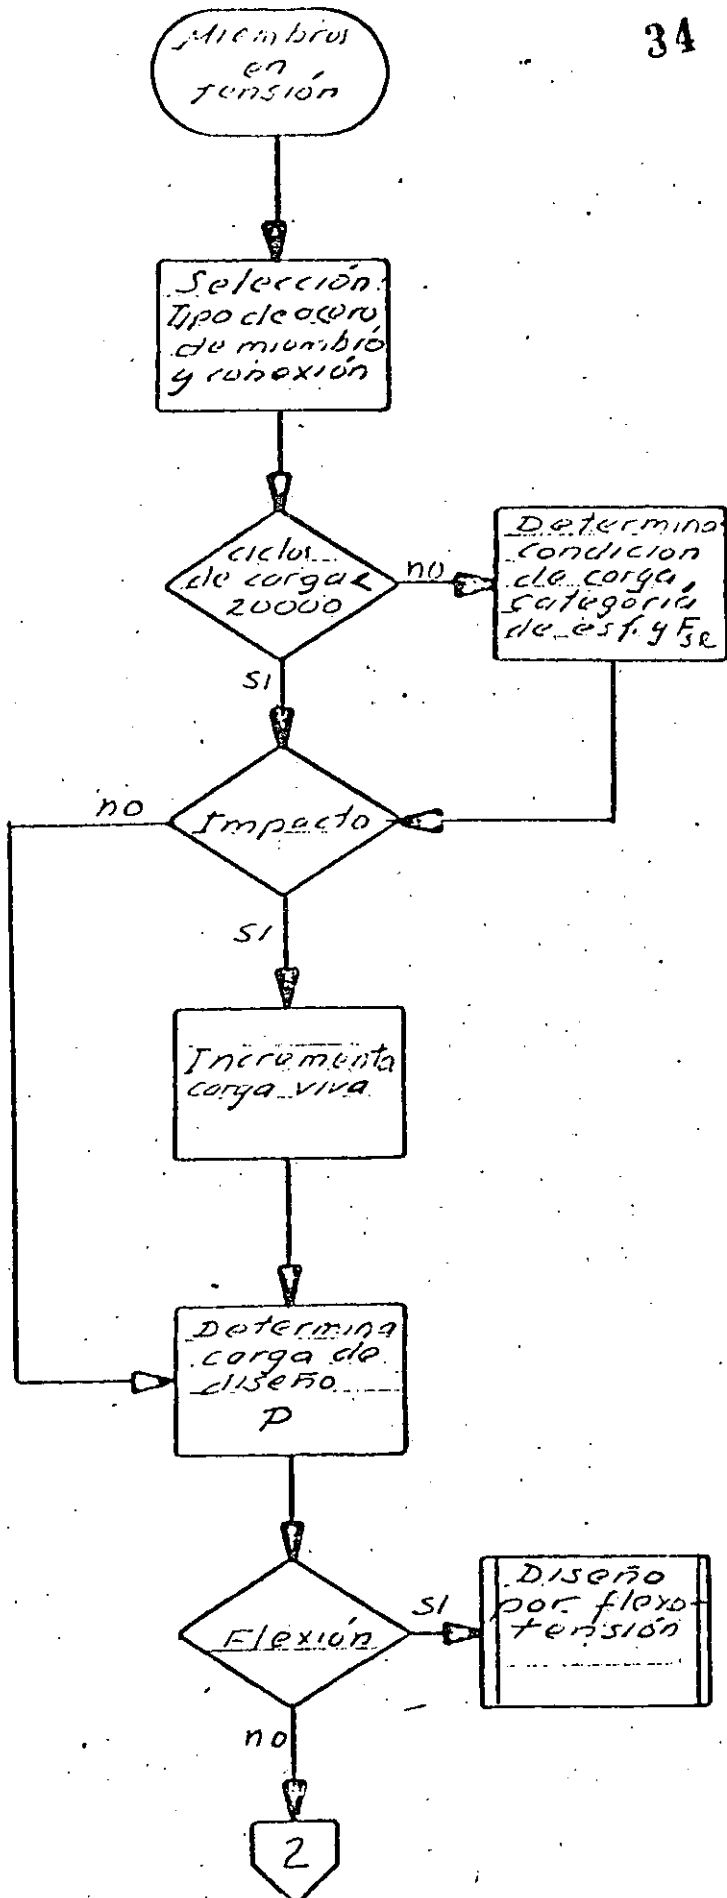 34
Miembros
en
tensión
Selección
Tipo de acero
de miembro
y conexión
ciclos
de carga <
20000
no
Determina
condicion
de carga,
categoría
de esf. y F_SR
si
Impacto
no
si
Incrementa
carga viva
Determina
carga de
diseño
P
Flexión
si
Diseño
por flexo-
tensión
no
2